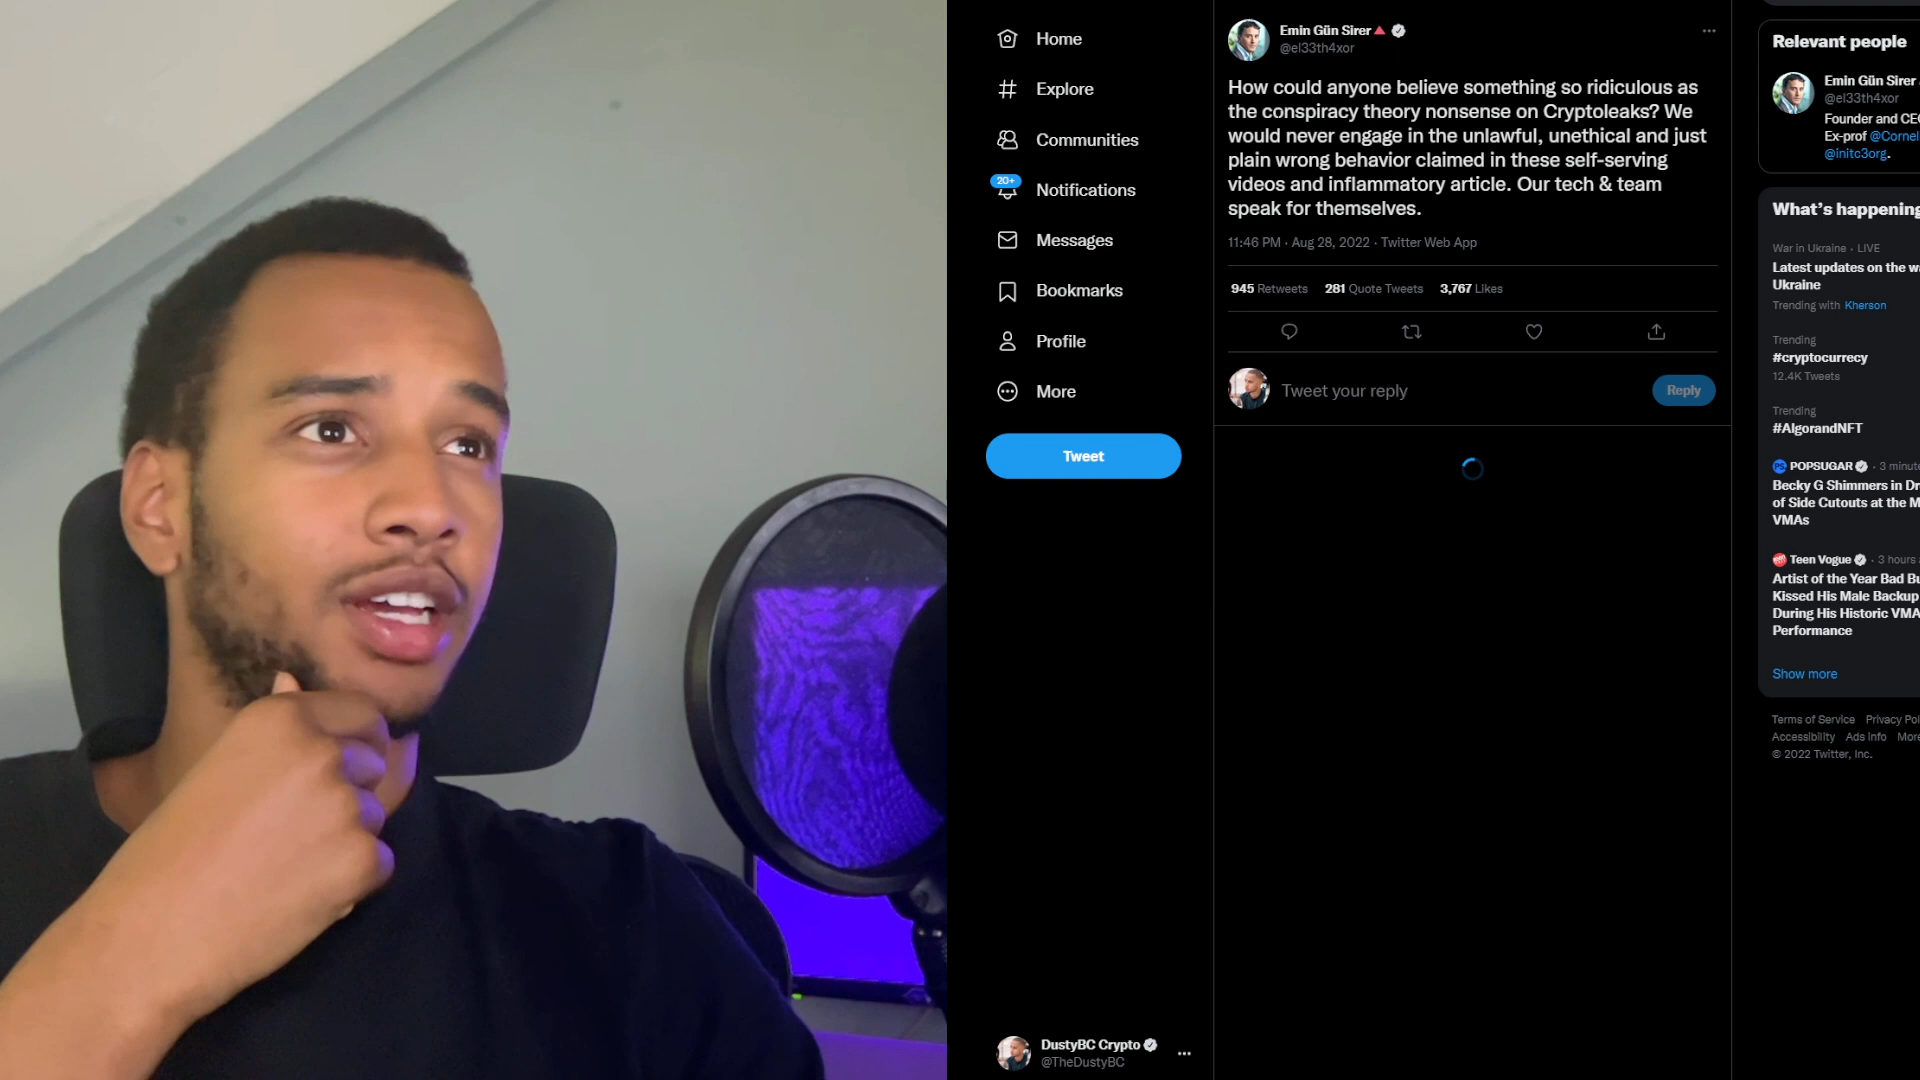 Home
Explore
Communities
20+
Notifications
Messages
Bookmarks
Profile
More
Tweet
DustyBC Crypto
@TheDustyBC
Emin Gün Sirer
@el33th4xor
How could anyone believe something so ridiculous as
the conspiracy theory nonsense on Cryptoleaks? We
would never engage in the unlawful, unethical and just
plain wrong behavior claimed in these self-serving
videos and inflammatory article. Our tech & team
speak for themselves.
11:46 PM · Aug 28, 2022 · Twitter Web App
945 Retweets 281 Quote Tweets 3,767 Likes
Tweet your reply
Reply
Relevant people
Emin Gün Sirer
@el33th4xor
Founder and CEO
Ex-prof @Cornel
@initc3org.
What's happening
War in Ukraine · LIVE
Latest updates on the wa
Ukraine
Trending with Kherson
Trending
#cryptocurrecy
12.4K Tweets
Trending
#AlgorandNFT
POPSUGAR · 3 minute
Becky G Shimmers in Dr
of Side Cutouts at the M
VMAs
Teen Vogue · 3 hours
Artist of the Year Bad Bu
Kissed His Male Backup
During His Historic VMA
Performance
Show more
Terms of Service Privacy Pol
Accessibility Ads info More
© 2022 Twitter, Inc.